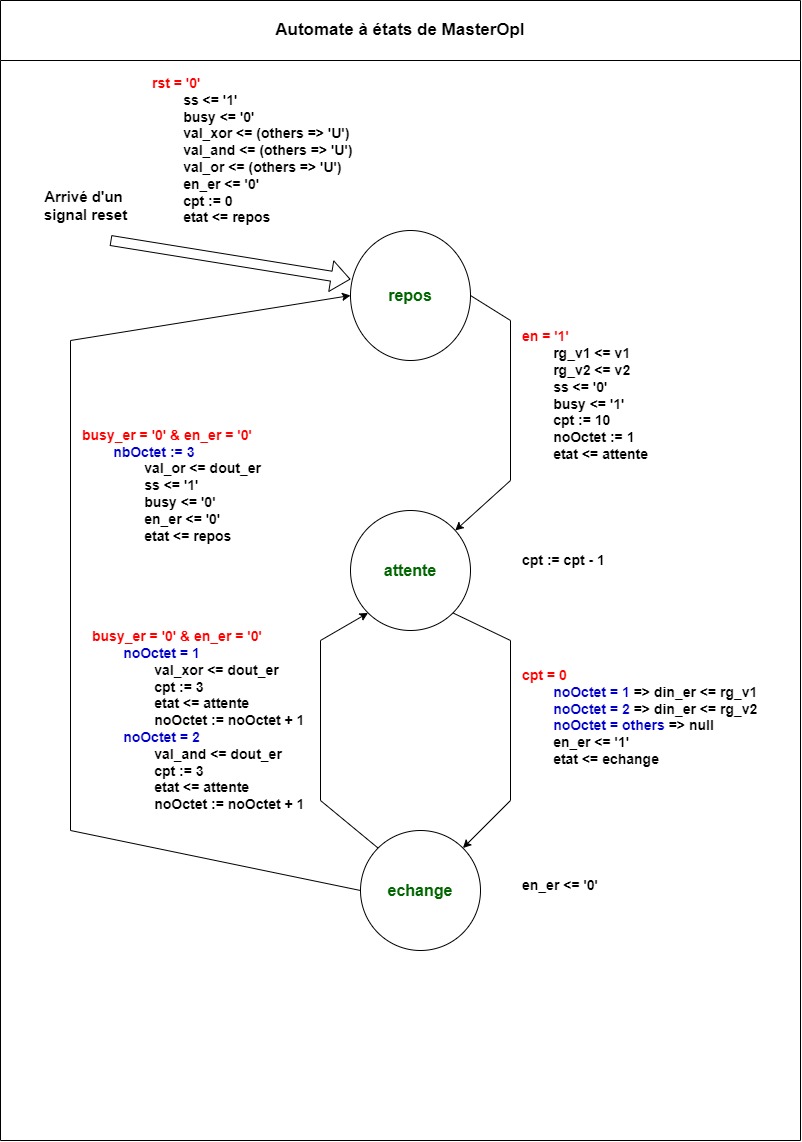 Automate à états de MasterOpl
rst = '0'
ss <= '1'
busy <= '0'
val_xor <= (others => 'U')
val_and <= (others => 'U')
val_or <= (others => 'U')
en_er <= '0'
cpt := 0
etat <= repos
Arrivé d'un
signal reset
repos
en = '1'
rg_v1 <= v1
rg_v2 <= v2
ss <= '0'
busy <= '1'
cpt := 10
noOctet := 1
etat <= attente
busy_er = '0' & en_er = '0'
nbOctet := 3
val_or <= dout_er
ss <= '1'
busy <= '0'
en_er <= '0'
etat <= repos
attente
cpt := cpt - 1
busy_er = '0' & en_er = '0'
noOctet = 1
val_xor <= dout_er
cpt := 3
etat <= attente
noOctet := noOctet + 1
noOctet = 2
val_and <= dout_er
cpt := 3
etat <= attente
noOctet := noOctet + 1
cpt = 0
noOctet = 1 => din_er <= rg_v1
noOctet = 2 => din_er <= rg_v2
noOctet = others => null
en_er <= '1'
etat <= echange
echange
en_er <= '0'